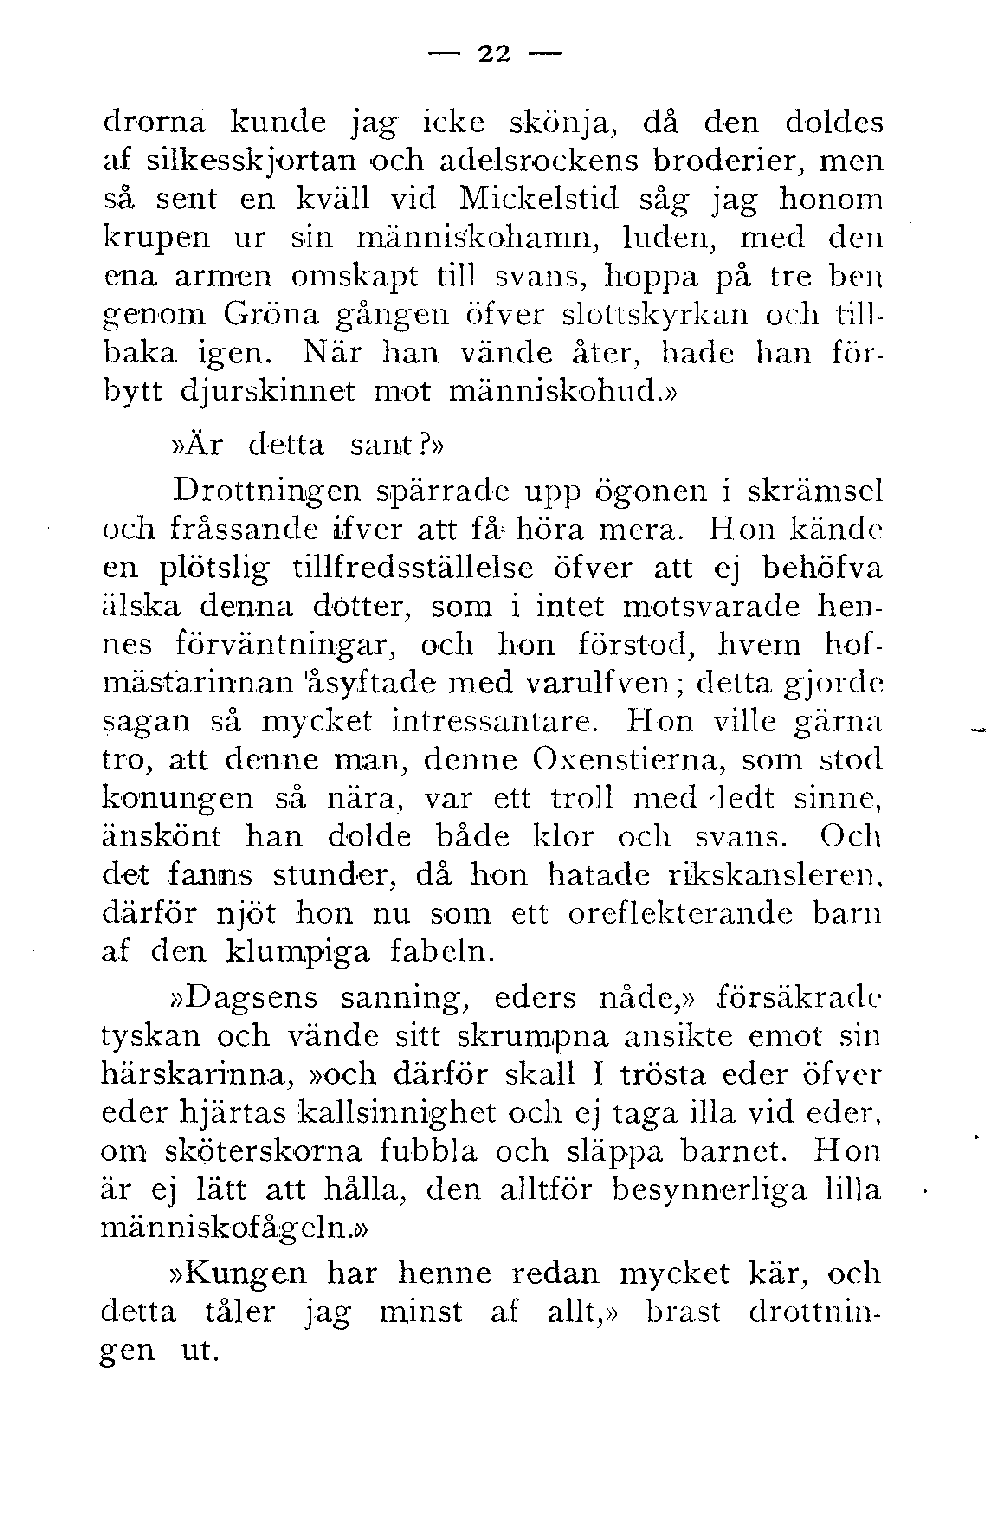 — 22 —
drorna kunde jag icke skönja, då den doldes
af silkesskjortan och adelsrockens broderier, men
så sent en kväll vid Mickelstid såg jag honom
krupen ur sin människohamn, luden, med den
ena armen omskapt till svans, hoppa på tre ben
genom Gröna gången öfver slottskyrkan och till-
baka igen. När han vände åter, hade han för-
bytt djurskinnet mot människohud.»
»Är detta sant?»
Drottningen spärrade upp ögonen i skrämsel
och fråssande ifver att få höra mera. Hon kände
en plötslig tillfredsställelse öfver att ej behöfva
älska denna dotter, som i intet motsvarade hen-
nes förväntningar, och hon förstod, hvem hof-
mästarinnan åsyftade med varulfven; detta gjorde
sagan så mycket intressantare. Hon ville gärna
tro, att denne man, denne Oxenstierna, som stod
konungen så nära, var ett troll med ledt sinne,
änskönt han dolde både klor och svans. Och
det fanns stunder, då hon hatade rikskansleren,
därför njöt hon nu som ett oreflekterande barn
af den klumpiga fabeln.
»Dagsens sanning, eders nåde,» försäkrade
tyskan och vände sitt skrumpna ansikte emot sin
härskarinna, »och därför skall I trösta eder öfver
eder hjärtas kallsinnighet och ej taga illa vid eder,
om sköterskorna fubbla och släppa barnet. Hon
är ej lätt att hålla, den alltför besynnerliga lilla
människofågeln.»
»Kungen har henne redan mycket kär, och
detta tåler jag minst af allt,» brast drottnin-
gen ut.